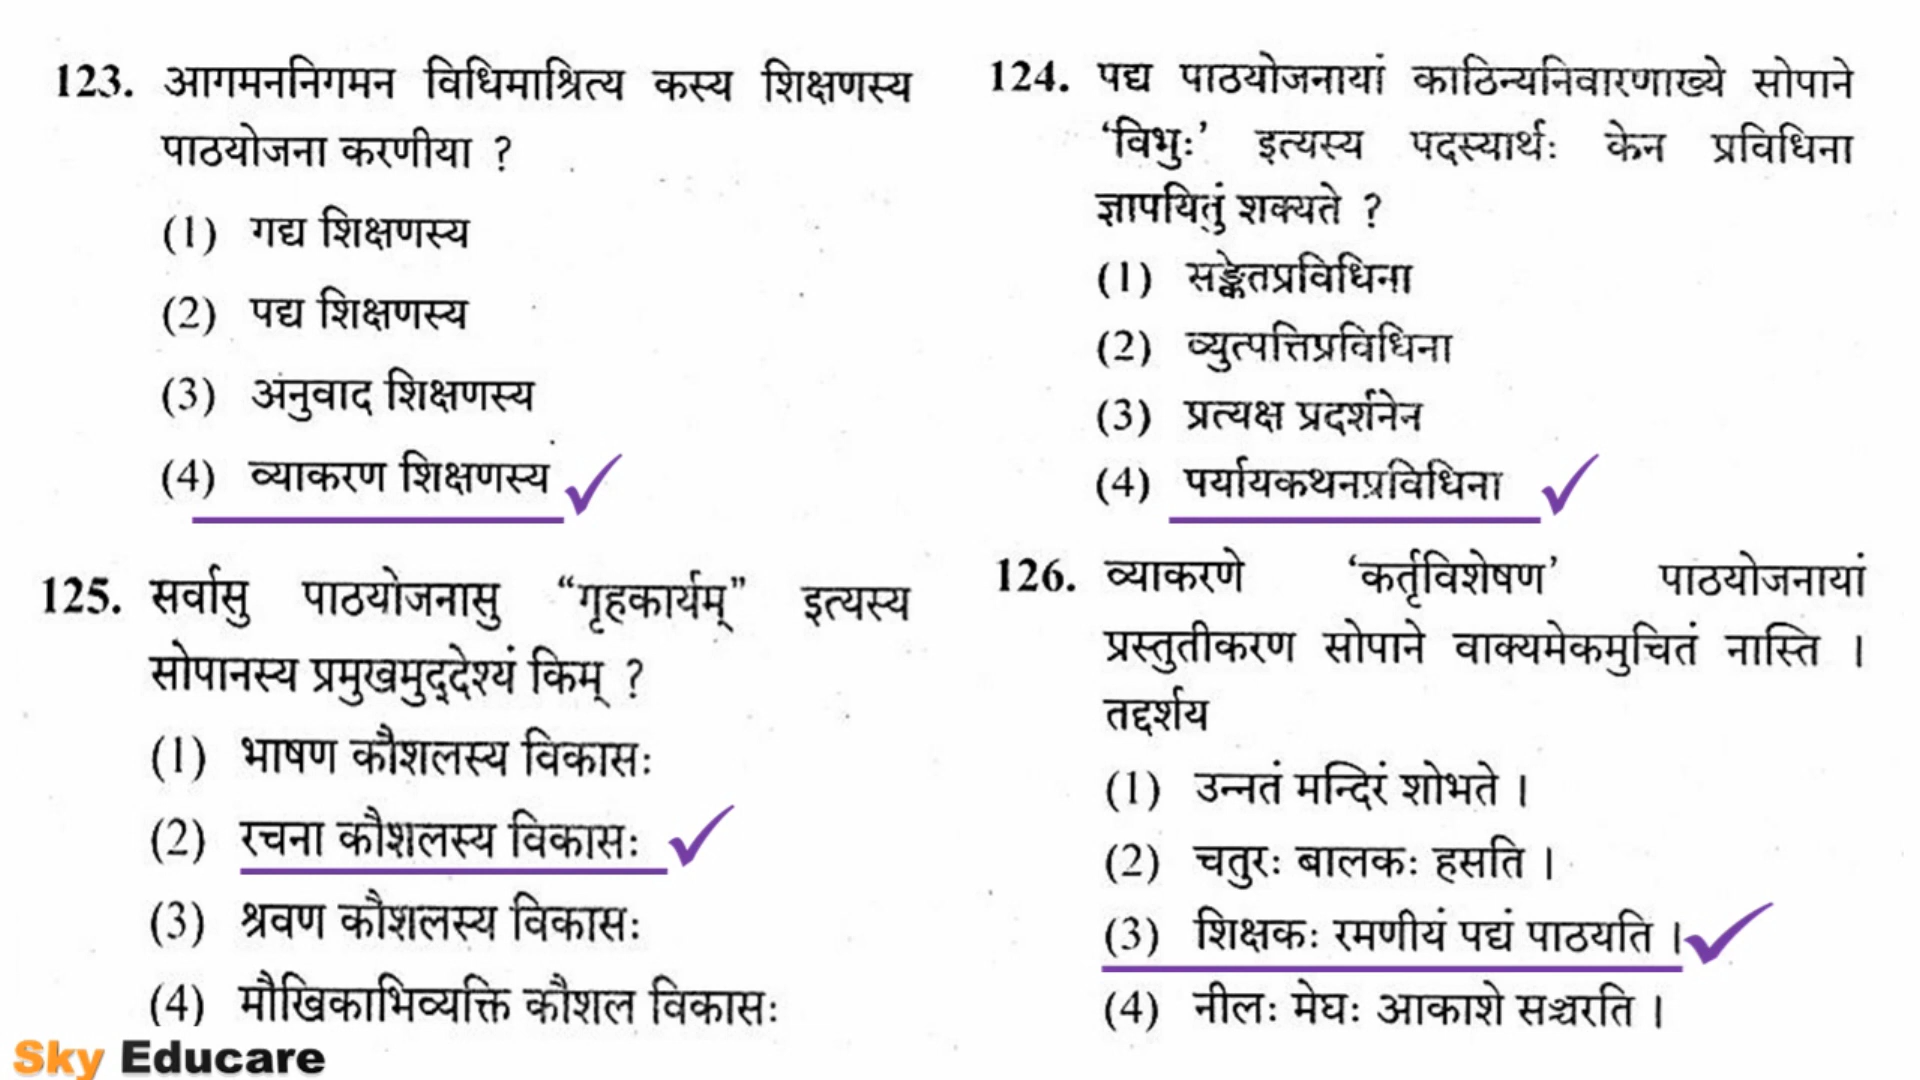 123. आगमननिगमन विधिमाश्रित्य कस्य शिक्षणस्य
पाठयोजना करणीया ?
(1) गद्य शिक्षणस्य
(2) पद्य शिक्षणस्य
(3) अनुवाद शिक्षणस्य
(4) व्याकरण शिक्षणस्य
124. पद्य पाठयोजनायां काठिन्यनिवारणाख्ये सोपाने
‘विभुः’ इत्यस्य पदस्यार्थः केन प्रविधिना
ज्ञापयितुं शक्यते ?
(1) सङ्केतप्रविधिना
(2) व्युत्पत्तिप्रविधिना
(3) प्रत्यक्ष प्रदर्शनेन
(4) पर्यायकथनप्रविधिना
125. सर्वासु पाठयोजनासु “गृहकार्यम्” इत्यस्य
सोपानस्य प्रमुखमुद्देश्यं किम् ?
(1) भाषण कौशलस्य विकासः
(2) रचना कौशलस्य विकासः
(3) श्रवण कौशलस्य विकासः
(4) मौखिकाभिव्यक्ति कौशल विकासः
126. व्याकरणे ‘कर्तृविशेषण’ पाठयोजनायां
प्रस्तुतीकरण सोपाने वाक्यमेकमुचितं नास्ति ।
तद्दर्शय
(1) उन्नतं मन्दिरं शोभते ।
(2) चतुरः बालकः हसति ।
(3) शिक्षकः रमणीयं पद्यं पाठयति ।
(4) नीलः मेघः आकाशे सञ्चरति ।
Sky Educare